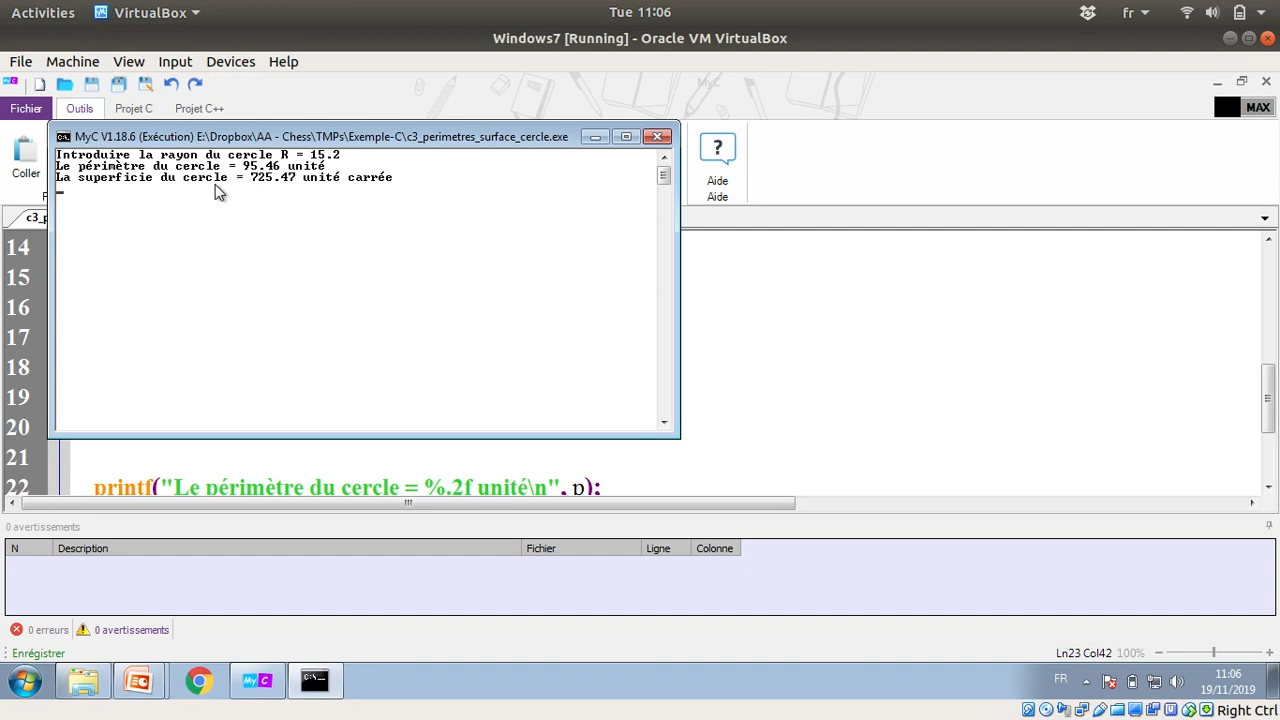 Activities VirtualBox Tue 11:06 fr
Windows7 [Running] - Oracle VM VirtualBox
File Machine View Input Devices Help
MyC
Fichier Outils Projet C Projet C++ MAX
MyC V1.18.6 (Exécution) E:\Dropbox\AA - Chess\TMPs\Exemple-C\c3_perimetres_surface_cercle.exe
Introduire la rayon du cercle R = 15.2
Le périmètre du cercle = 95.46 unité
La superficie du cercle = 725.47 unité carrée
Coller
Aide
Aide
c3_p
14
15
16
17
18
19
20
21
22 printf("Le périmètre du cercle = %.2f unité\n", p);
0 avertissements
N Description Fichier Ligne Colonne
0 erreurs 0 avertissements
Enrégistrer Ln23 Col42 100%
MyC C:\ FR 11:06
19/11/2019
Right Ctrl